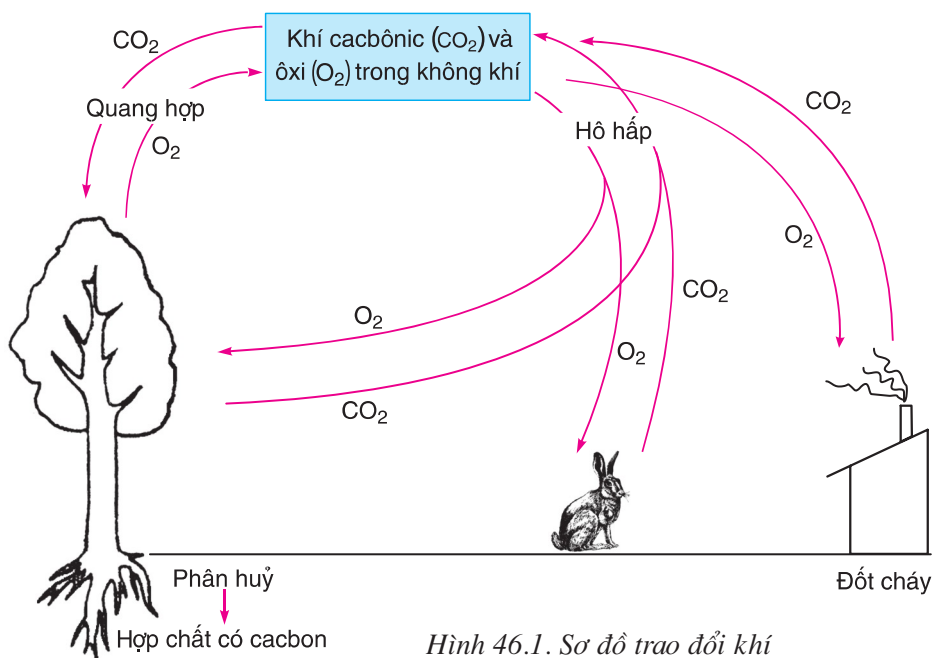 CO₂
Khí cacbônic (CO₂) và
ôxi (O₂) trong không khí
Quang hợp
O₂
Hô hấp
CO₂
O₂
CO₂
O₂
O₂
CO₂
Phân huỷ
Hợp chất có cacbon
Đốt cháy
Hình 46.1. Sơ đồ trao đổi khí